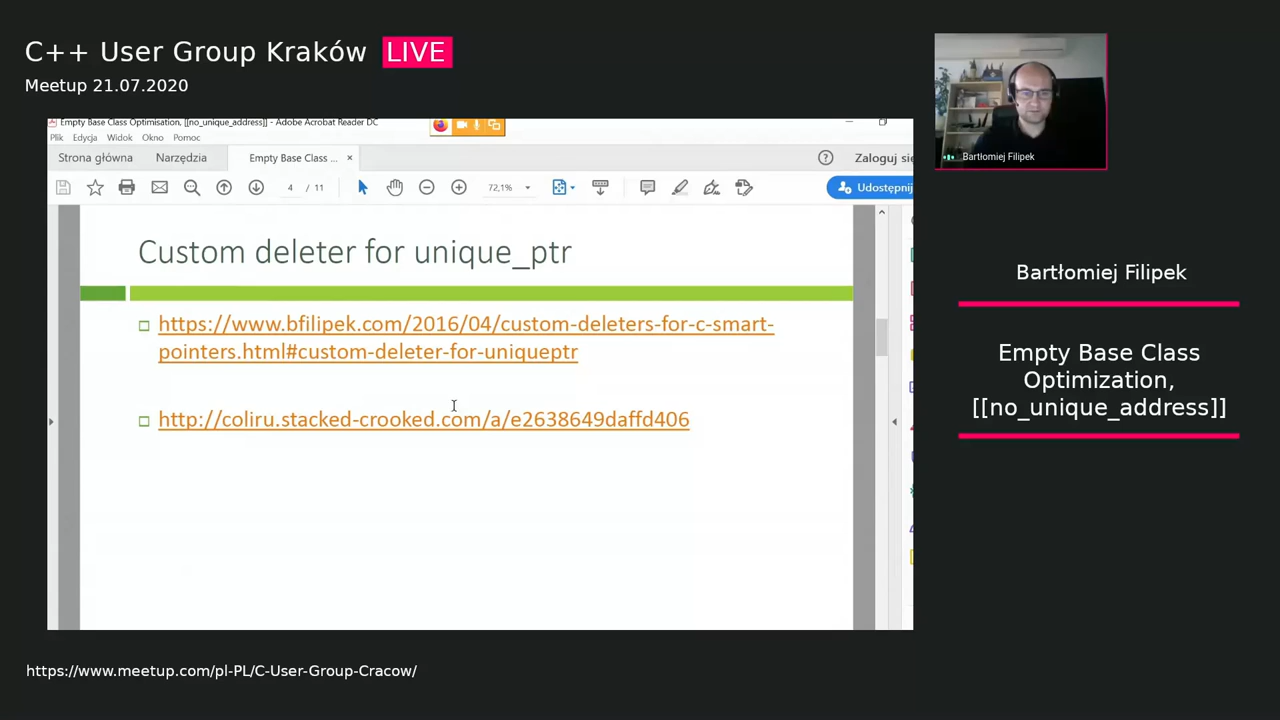 C++ User Group Kraków LIVE
Meetup 21.07.2020
Empty Base Class Optimisation, [[no_unique_address]] - Adobe Acrobat Reader DC
Plik Edycja Widok Okno Pomoc
Strona główna Narzędzia Empty Base Class ... × Zaloguj się
4 / 11 72,1% Udostępnij
Custom deleter for unique_ptr
https://www.bfilipek.com/2016/04/custom-deleters-for-c-smart-
pointers.html#custom-deleter-for-uniqueptr
http://coliru.stacked-crooked.com/a/e2638649daffd406
Bartłomiej Filipek
Bartłomiej Filipek
Empty Base Class
Optimization,
[[no_unique_address]]
https://www.meetup.com/pl-PL/C-User-Group-Cracow/